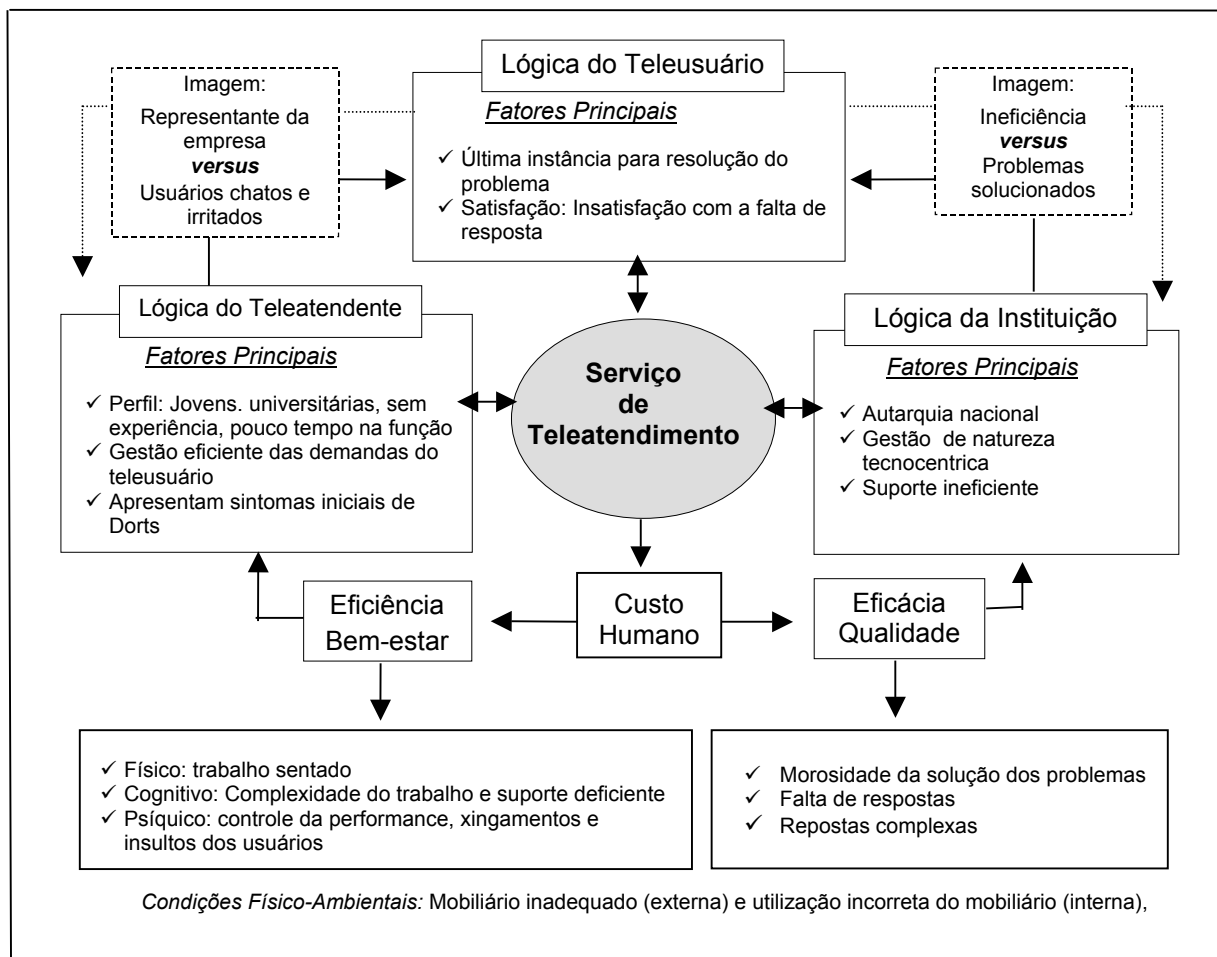 Lógica do Teleusuário
Fatores Principais
✓ Última instância para resolução do
problema
✓ Satisfação: Insatisfação com a falta de
resposta
Imagem:
Representante da
empresa
versus
Usuários chatos e
irritados
Imagem:
Ineficiência
versus
Problemas
solucionados
Lógica do Teleatendente
Fatores Principais
✓ Perfil: Jovens. universitárias, sem
experiência, pouco tempo na função
✓ Gestão eficiente das demandas do
teleusuário
✓ Apresentam sintomas iniciais de
Dorts
Serviço
de
Teleatendimento
Lógica da Instituição
Fatores Principais
✓ Autarquia nacional
✓ Gestão de natureza
tecnocentrica
✓ Suporte ineficiente
Eficiência
Bem-estar
Custo
Humano
Eficácia
Qualidade
✓ Físico: trabalho sentado
✓ Cognitivo: Complexidade do trabalho e suporte deficiente
✓ Psíquico: controle da performance, xingamentos e
insultos dos usuários
✓ Morosidade da solução dos problemas
✓ Falta de respostas
✓ Repostas complexas
Condições Físico-Ambientais: Mobiliário inadequado (externa) e utilização incorreta do mobiliário (interna),